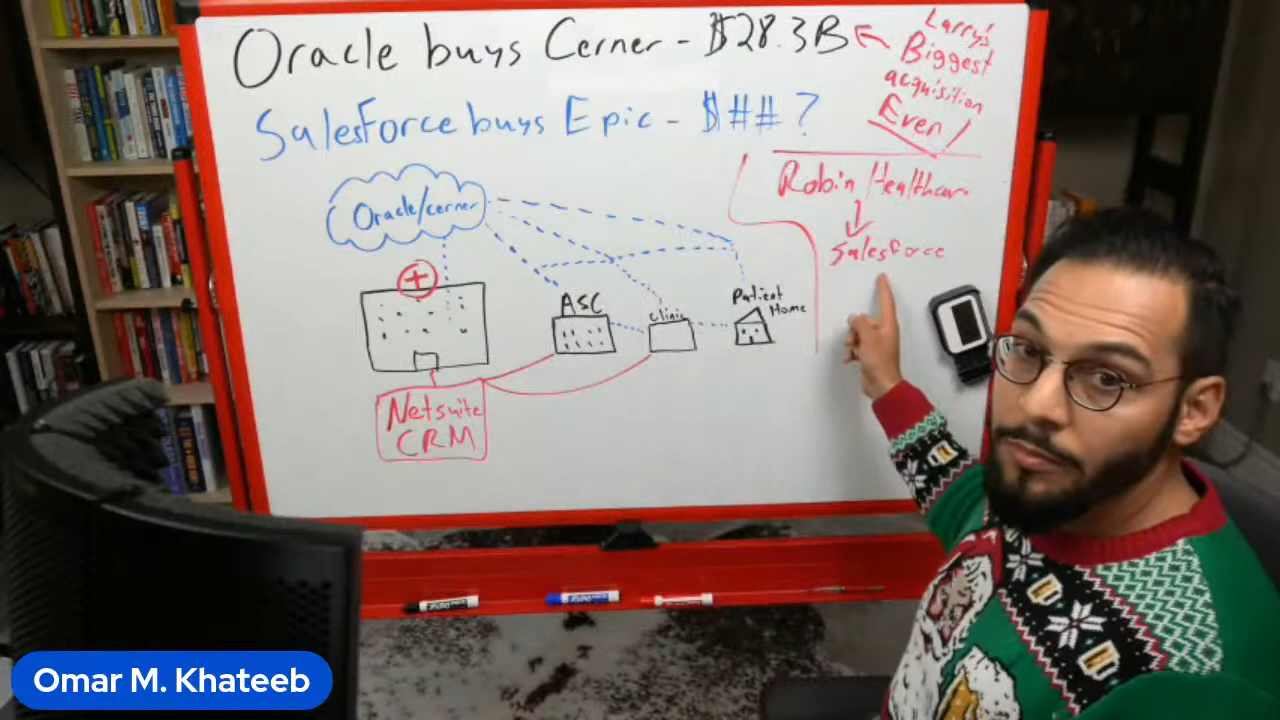 Oracle buys Cerner - $28.3B
Larry's
Biggest
acquisition
Ever!
SalesForce buys Epic - $##?
Robin Healthcare
Salesforce
Oracle/cerner
ASC
clinic
Patient
Home
Netsuite
CRM
Omar M. Khateeb